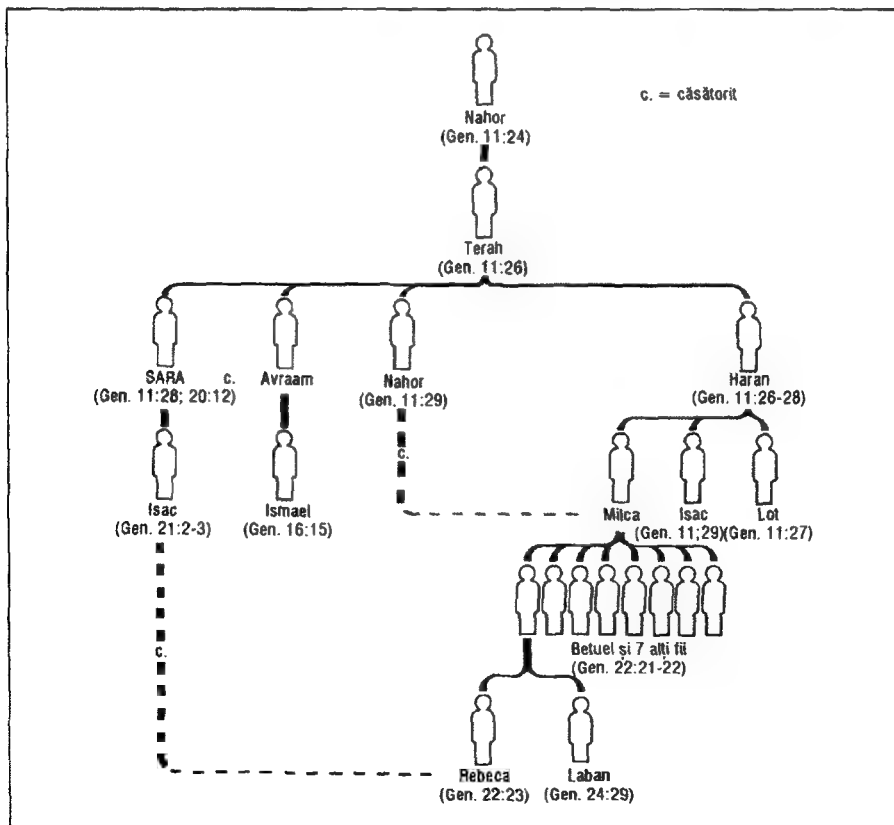 c. = căsătorit
Nahor
(Gen. 11:24)
Terah
(Gen. 11:26)
SARA c. Avraam Nahor Haran
(Gen. 11:28; 20:12) (Gen. 11:29) (Gen. 11:26-28)
c.
Isac Ismael Milca Isac Lot
(Gen. 21:2-3) (Gen. 16:15) (Gen. 11;29)(Gen. 11:27)
Betuel și 7 alți fii
(Gen. 22:21-22)
c.
Rebeca Laban
(Gen. 22:23) (Gen. 24:29)